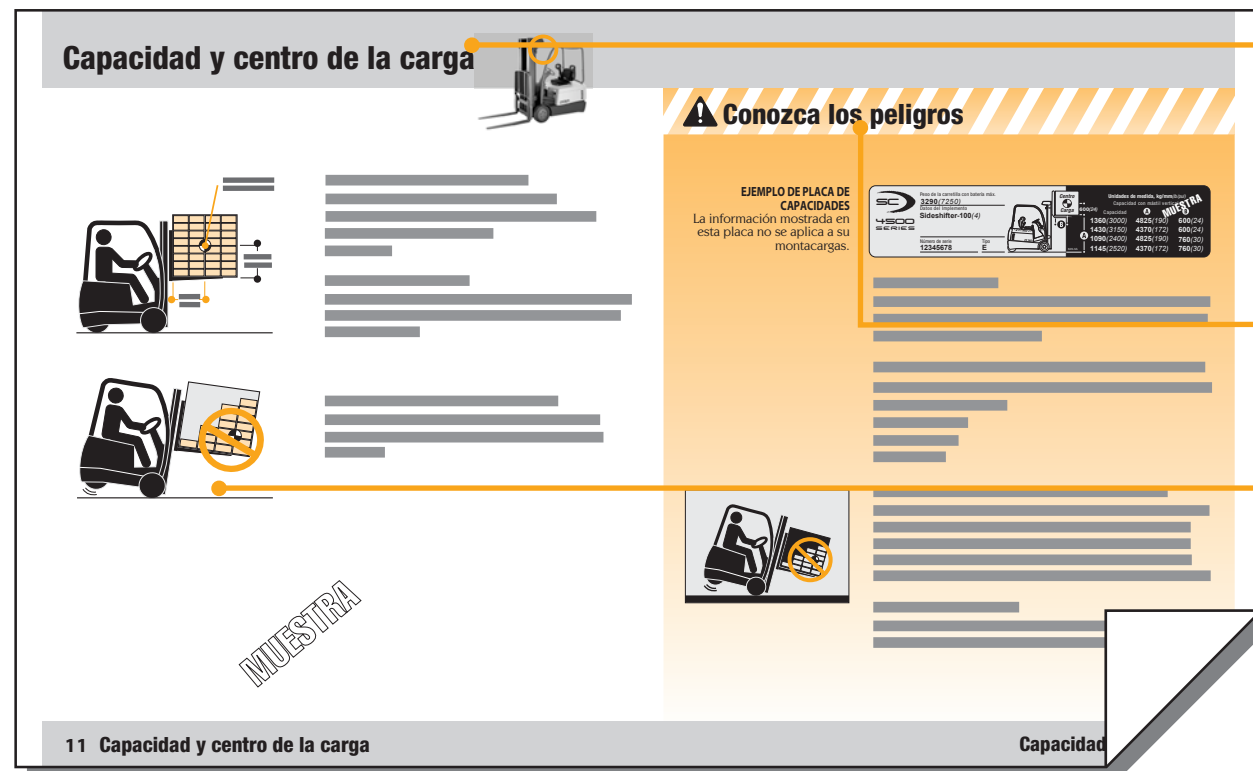 Capacidad y centro de la carga
Conozca los peligros
EJEMPLO DE PLACA DE
CAPACIDADES
La información mostrada en
esta placa no se aplica a su
montacargas.
SC
4500
SERIES
Peso de la carretilla con batería máx.
3290(7250)
Datos del Implemento
Sideshifter-100(4)
Número de serie
12345678
Tipo
E
Centro
Carga
600(24)
B
A
Unidades de medida, kg/mm
Capacidad con mástil vertical
MUESTRA
Capacidad A B
1360(3000) 4825(190) 600(24)
1430(3150) 4370(172) 600(24)
1090(2400) 4825(190) 760(30)
1145(2520) 4370(172) 760(30)
MUESTRA
11 Capacidad y centro de la carga
Capacidad